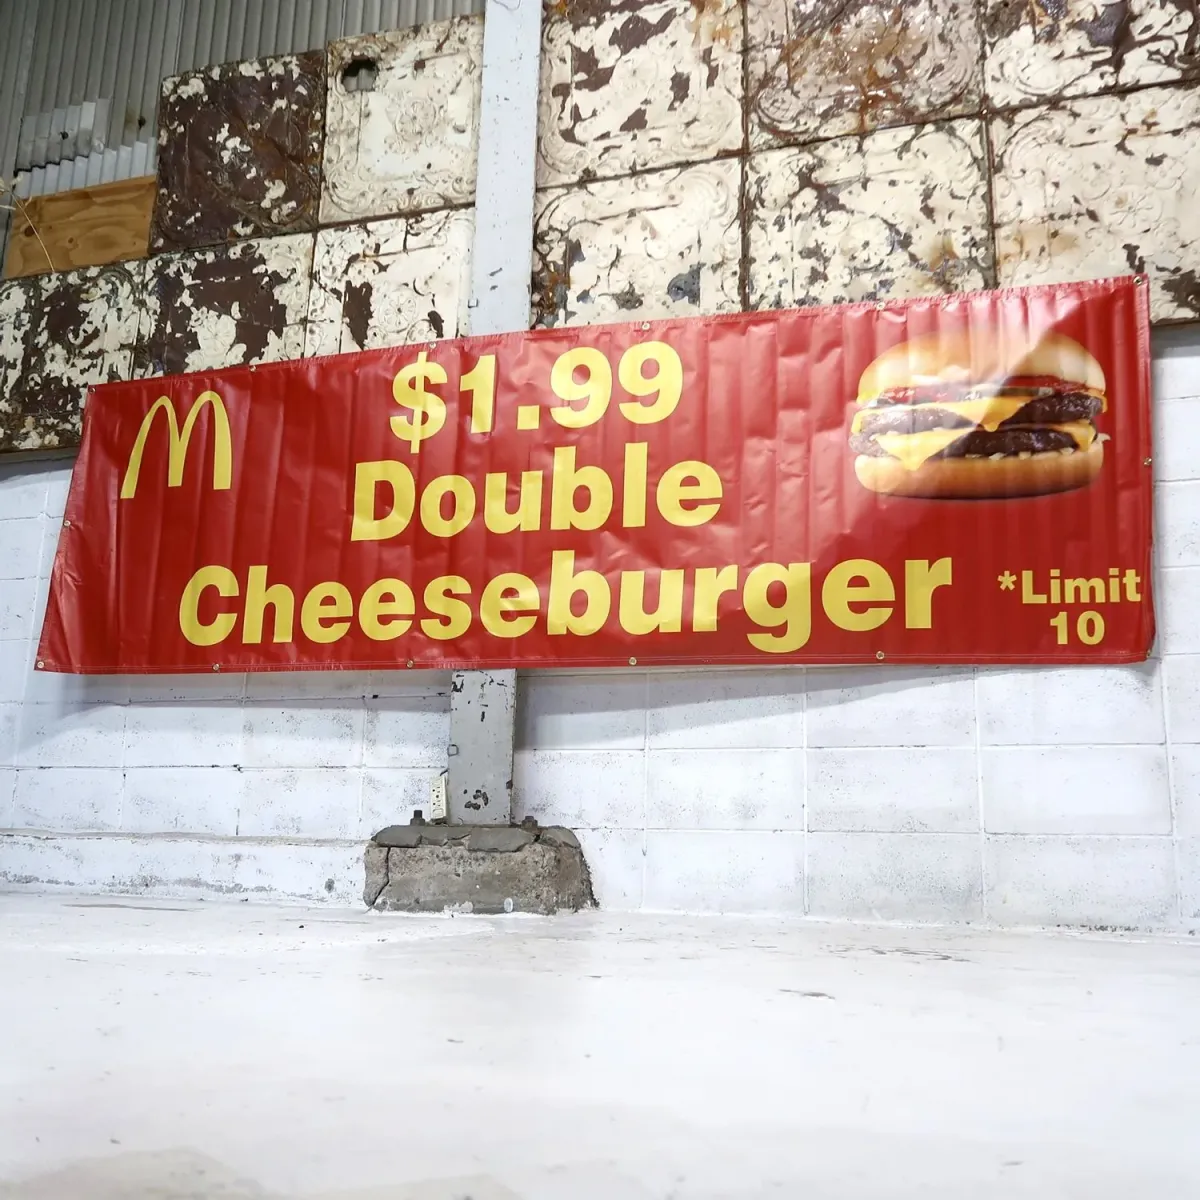 $1.99
Double
Cheeseburger
*Limit
10